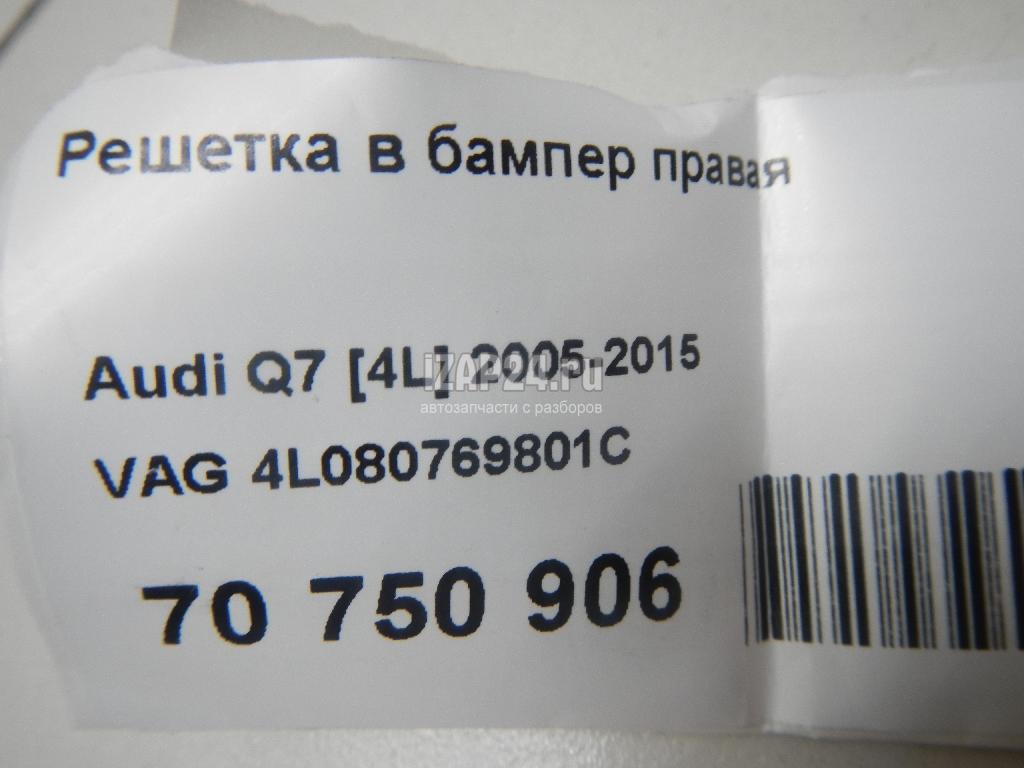 Решетка в бампер правая
Audi Q7 [4L] 2005-2015
iZAP24.ru
автозапчасти с разборов
VAG 4L080769801C
70 750 906